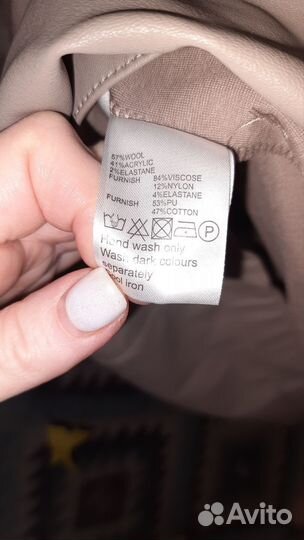 57%WOOL
41%ACRYLIC
2%ELASTANE
FURNISH 84%VISCOSE
12%NYLON
4%ELASTANE
FURNISH 53%PU
47%COTTON
P
Hand wash only
Wash dark colours
separately
ool iron
Avito